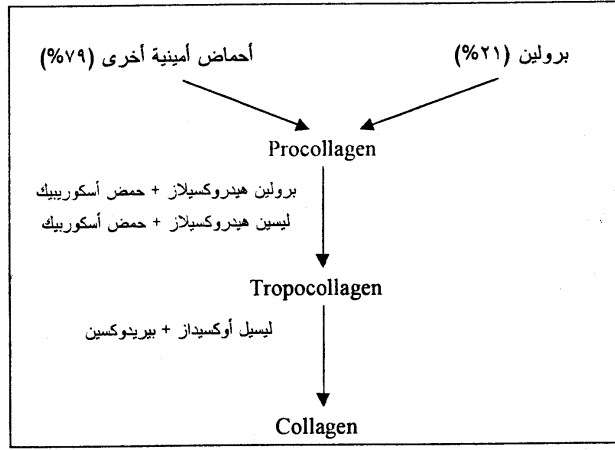 برولين (٢١%)
أحماض أمينية أخرى (٧٩%)
Procollagen
برولين هيدروكسيلاز + حمض أسكوريبيك
ليسين هيدروكسيلاز + حمض أسكوربيك
Tropocollagen
ليسيل أوكسيداز + بيريدوكسين
Collagen